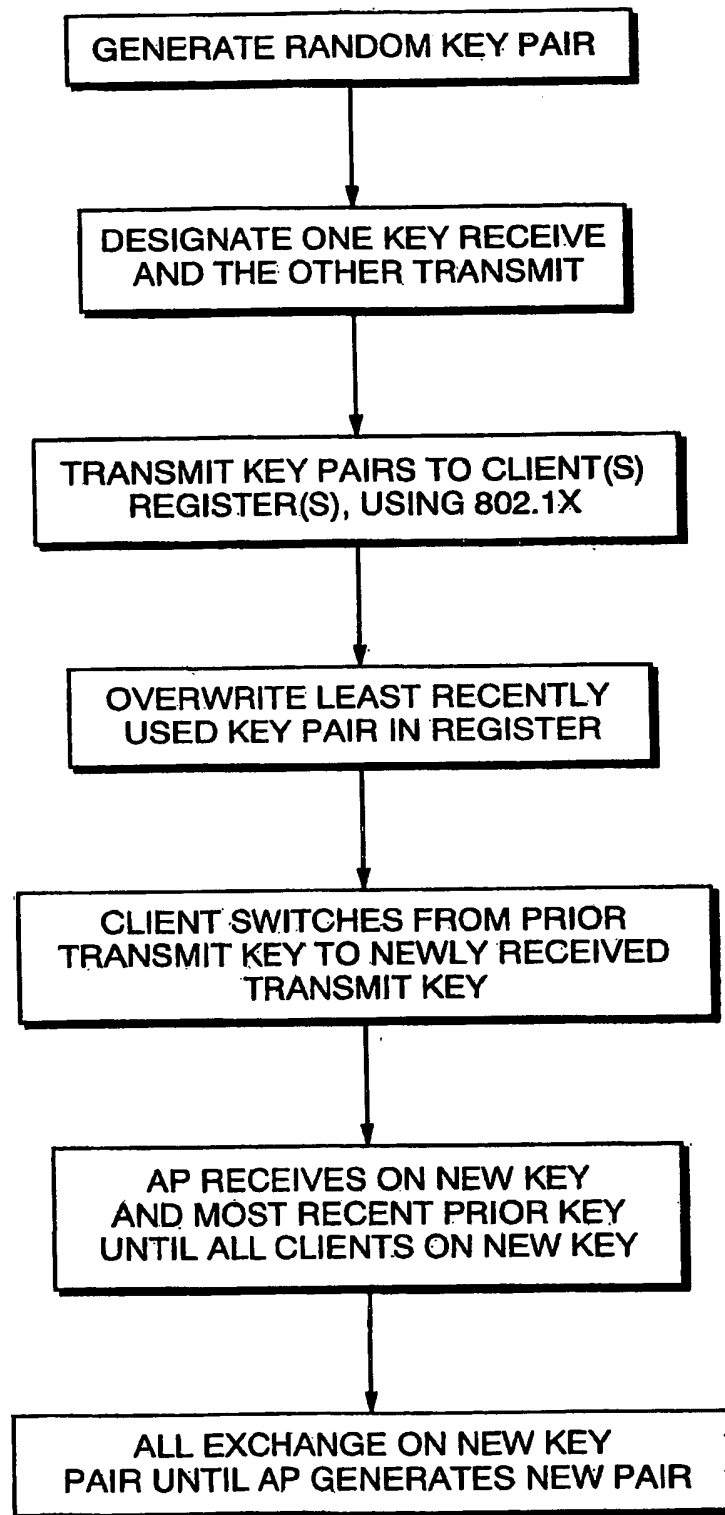 GENERATE RANDOM KEY PAIR
DESIGNATE ONE KEY RECEIVE
AND THE OTHER TRANSMIT
TRANSMIT KEY PAIRS TO CLIENT(S)
REGISTER(S), USING 802.1X
OVERWRITE LEAST RECENTLY
USED KEY PAIR IN REGISTER
CLIENT SWITCHES FROM PRIOR
TRANSMIT KEY TO NEWLY RECEIVED
TRANSMIT KEY
AP RECEIVES ON NEW KEY
AND MOST RECENT PRIOR KEY
UNTIL ALL CLIENTS ON NEW KEY
ALL EXCHANGE ON NEW KEY
PAIR UNTIL AP GENERATES NEW PAIR